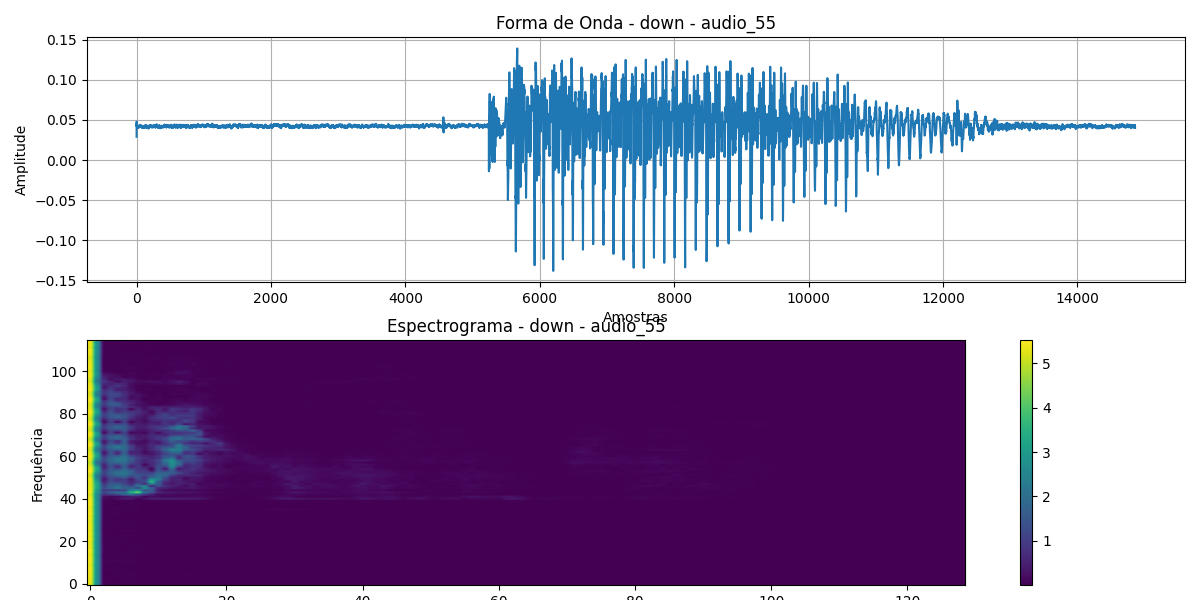 Forma de Onda - down - audio_55
0.15
0.10
0.05
0.00
−0.05
−0.10
−0.15
Amplitude
0 2000 4000 6000 8000 10000 12000 14000
Amostras
Espectrograma - down - audio_55
100
80
60
40
20
0
Frequência
0 20 40 60 80 100 120
5
4
3
2
1